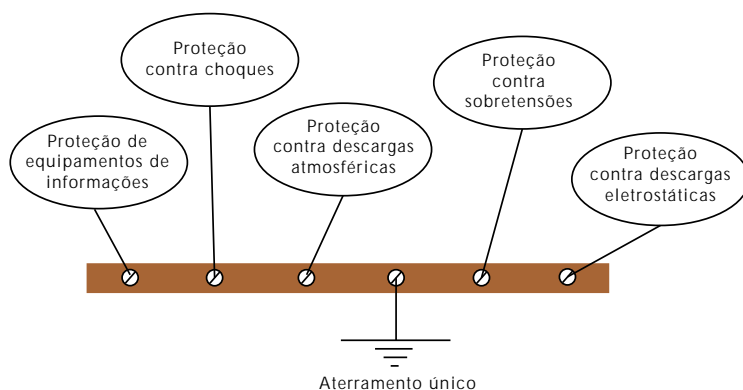 Proteção
contra choques
Proteção
contra
sobretensões
Proteção de
equipamentos de
informações
Proteção
contra descargas
atmosféricas
Proteção
contra descargas
eletrostáticas
Aterramento único